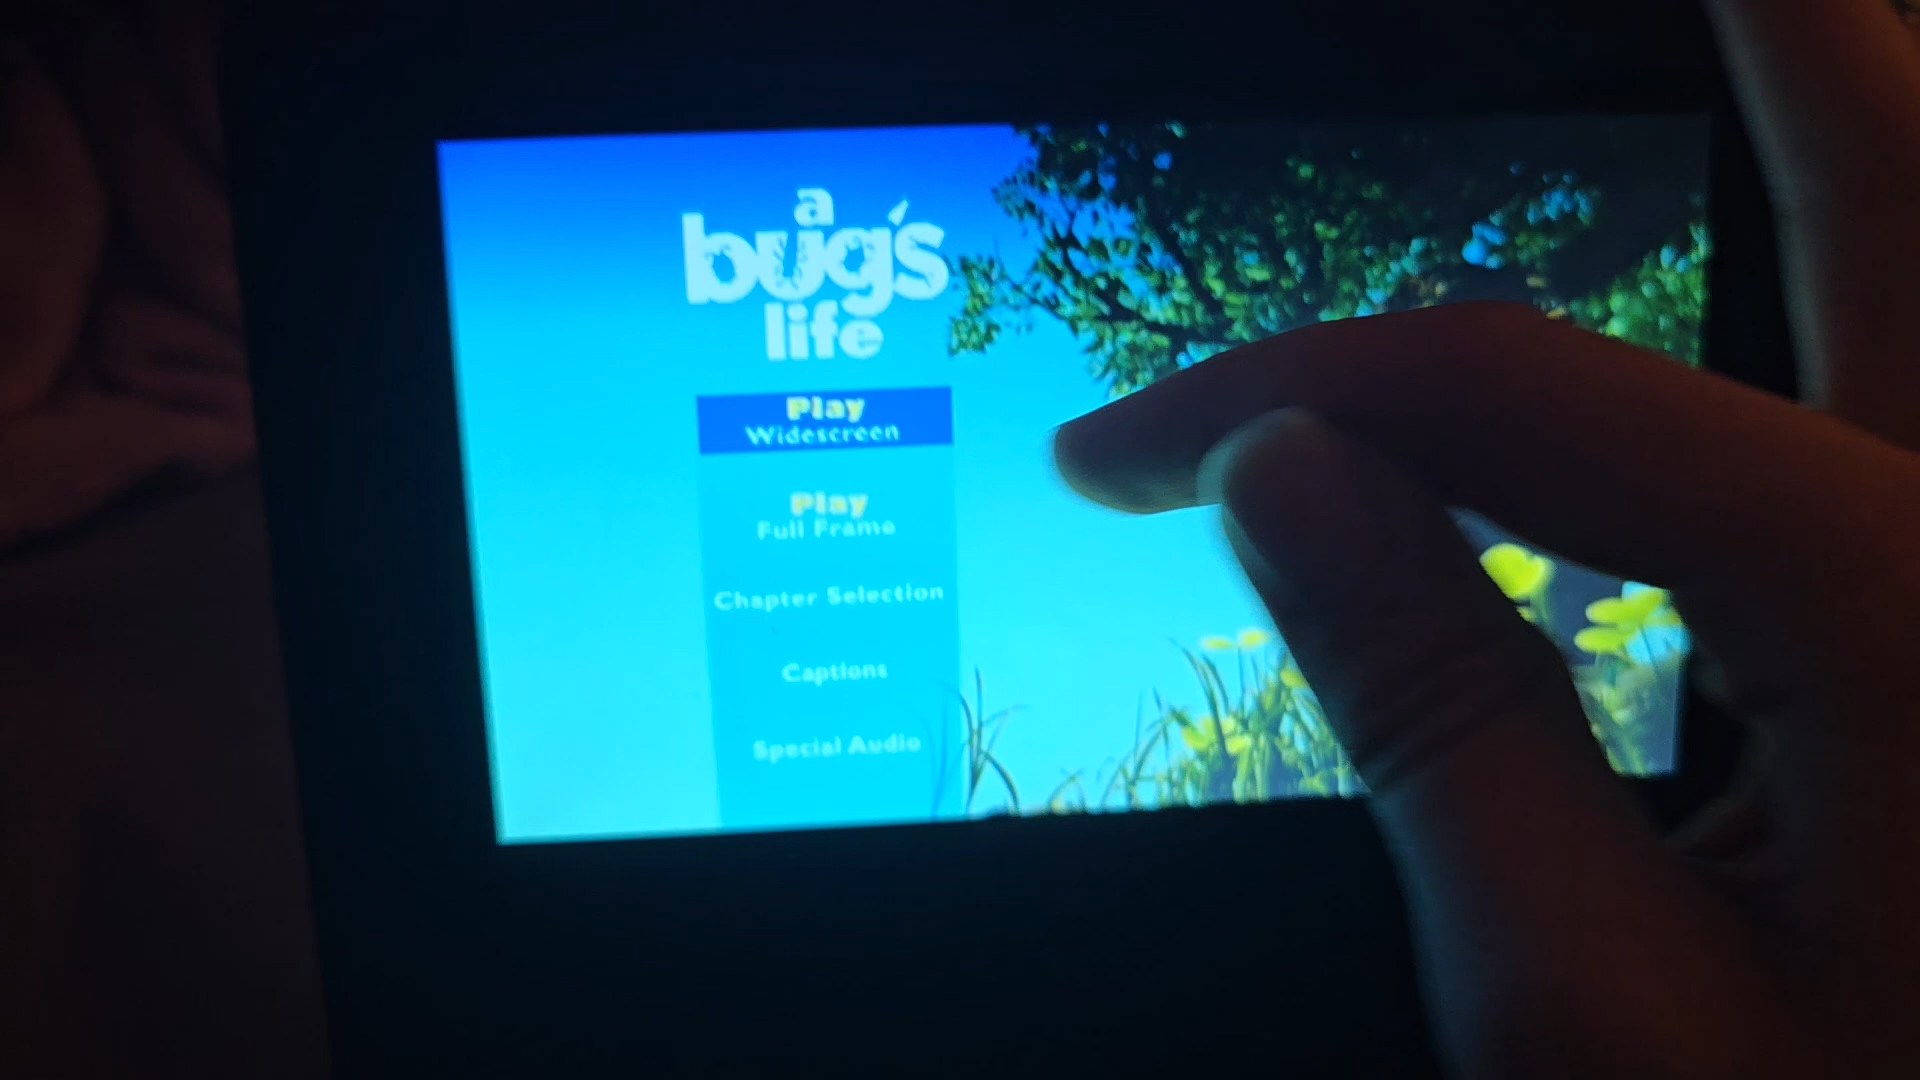 a
bug's
life
Play
Widescreen
Play
Full Frame
Chapter Selection
Captions
Special Audio